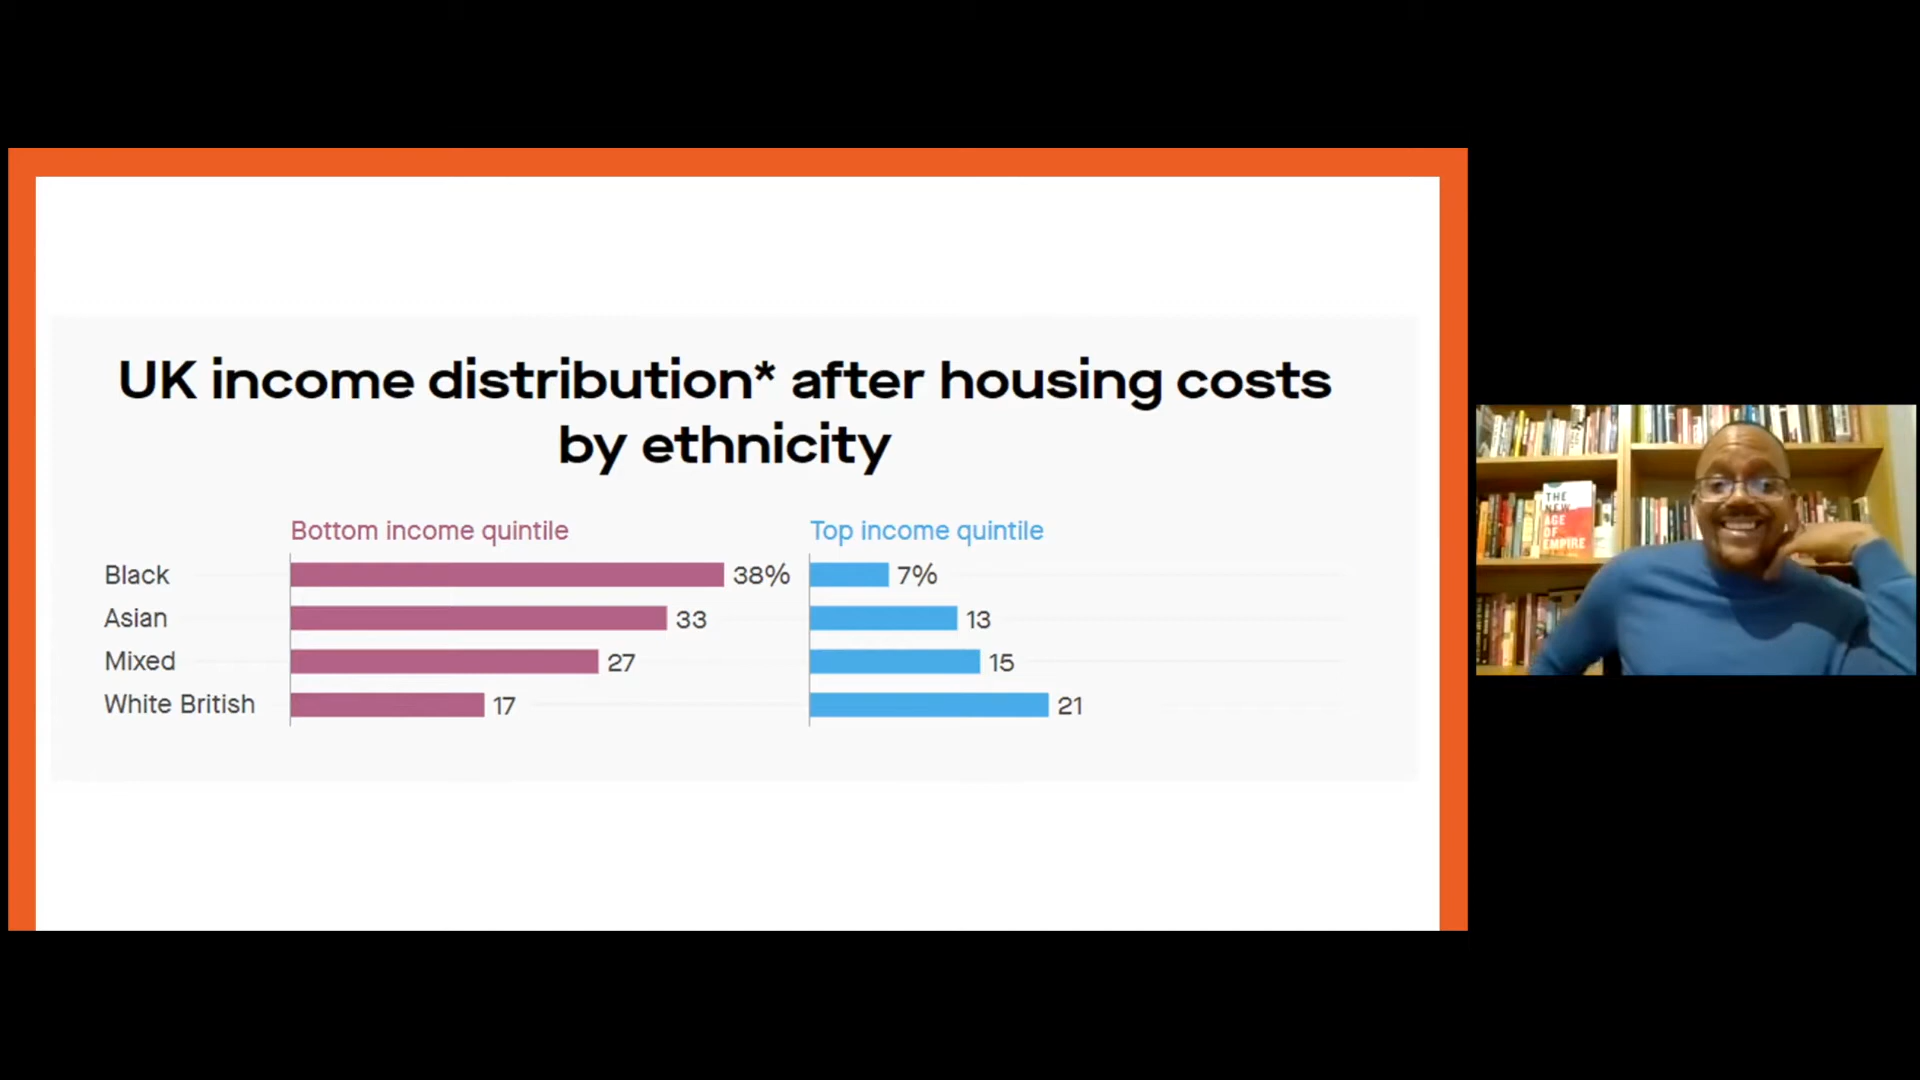 UK income distribution* after housing costs
by ethnicity
Bottom income quintile
Top income quintile
Black 38% 7%
Asian 33 13
Mixed 27 15
White British 17 21
THE
NEW
AGE
OF
EMPIRE